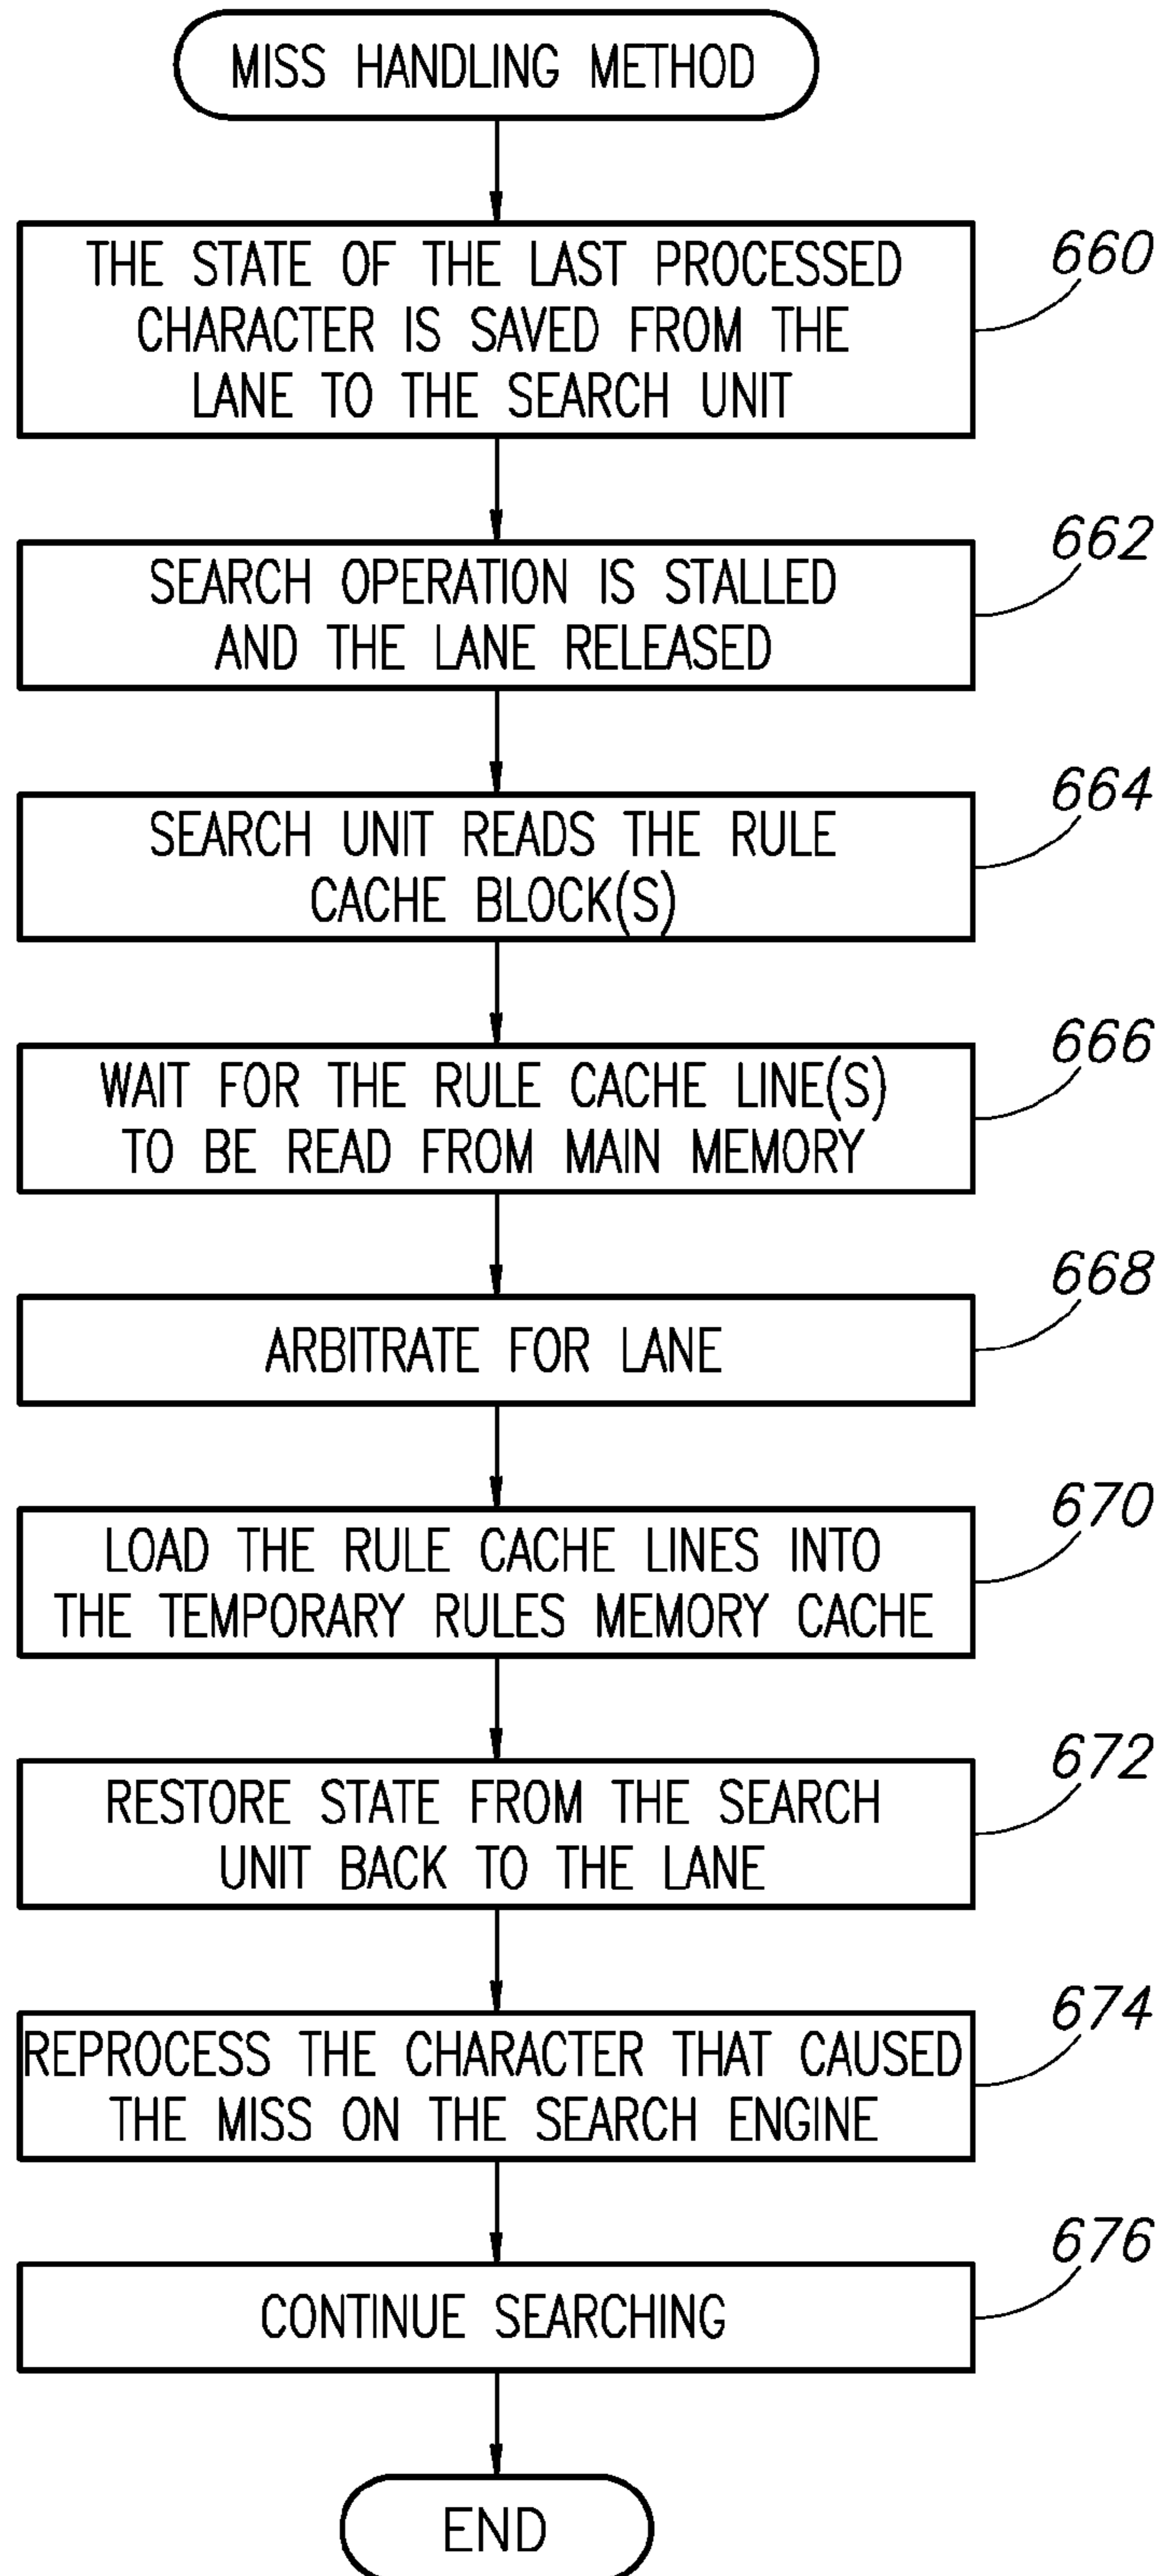 MISS HANDLING METHOD
THE STATE OF THE LAST PROCESSED
CHARACTER IS SAVED FROM THE
LANE TO THE SEARCH UNIT
660
SEARCH OPERATION IS STALLED
AND THE LANE RELEASED
662
SEARCH UNIT READS THE RULE
CACHE BLOCK(S)
664
WAIT FOR THE RULE CACHE LINE(S)
TO BE READ FROM MAIN MEMORY
666
ARBITRATE FOR LANE
668
LOAD THE RULE CACHE LINES INTO
THE TEMPORARY RULES MEMORY CACHE
670
RESTORE STATE FROM THE SEARCH
UNIT BACK TO THE LANE
672
REPROCESS THE CHARACTER THAT CAUSED
THE MISS ON THE SEARCH ENGINE
674
CONTINUE SEARCHING
676
END